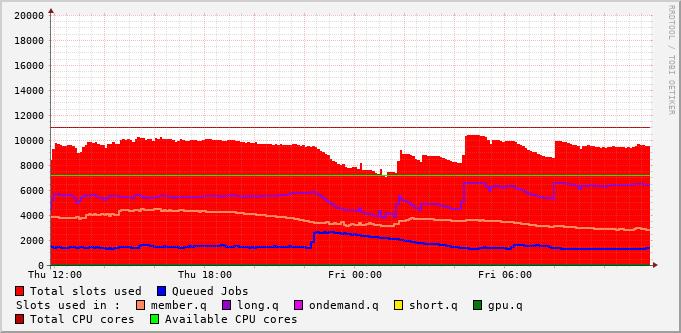 20000
18000
16000
14000
12000
10000
8000
6000
4000
2000
0
Thu 12:00 Thu 18:00 Fri 00:00 Fri 06:00
RRDTOOL / TOBI OETIKER
Total slots used Queued Jobs
Slots used in : member.q long.q ondemand.q short.q gpu.q
Total CPU cores Available CPU cores